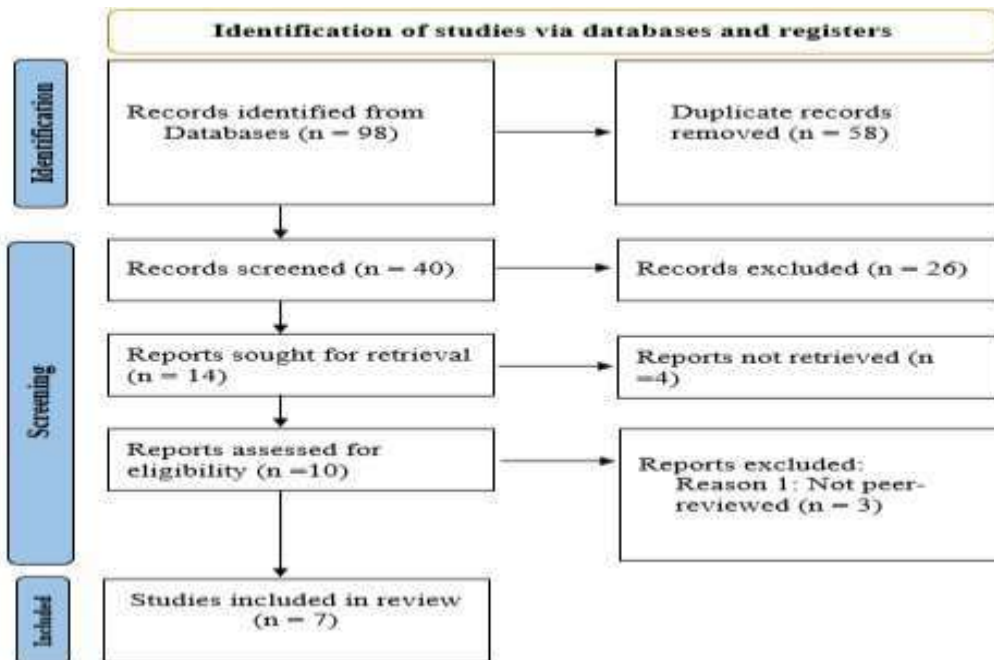 Identification of studies via databases and registers
Identification
Records identified from
Databases (n = 98)
Duplicate records
removed (n = 58)
Screening
Records screened (n = 40)
Records excluded (n = 26)
Reports sought for retrieval
(n = 14)
Reports not retrieved (n
=4)
Reports assessed for
eligibility (n =10)
Reports excluded:
Reason 1: Not peer-
reviewed (n = 3)
Included
Studies included in review
(n = 7)